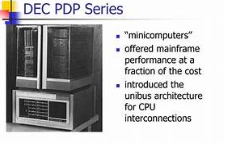 DEC PDP Series
"minicomputers"
offered mainframe
performance at a
fraction of the cost
introduced the
unibus architecture
for CPU
interconnections